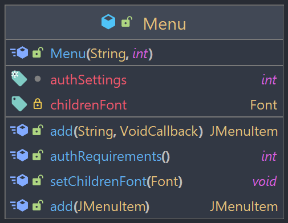 Menu
Menu(String, int)
authSettings int
childrenFont Font
add(String, VoidCallback) JMenuItem
authRequirements() int
setChildrenFont(Font) void
add(JMenuItem) JMenuItem